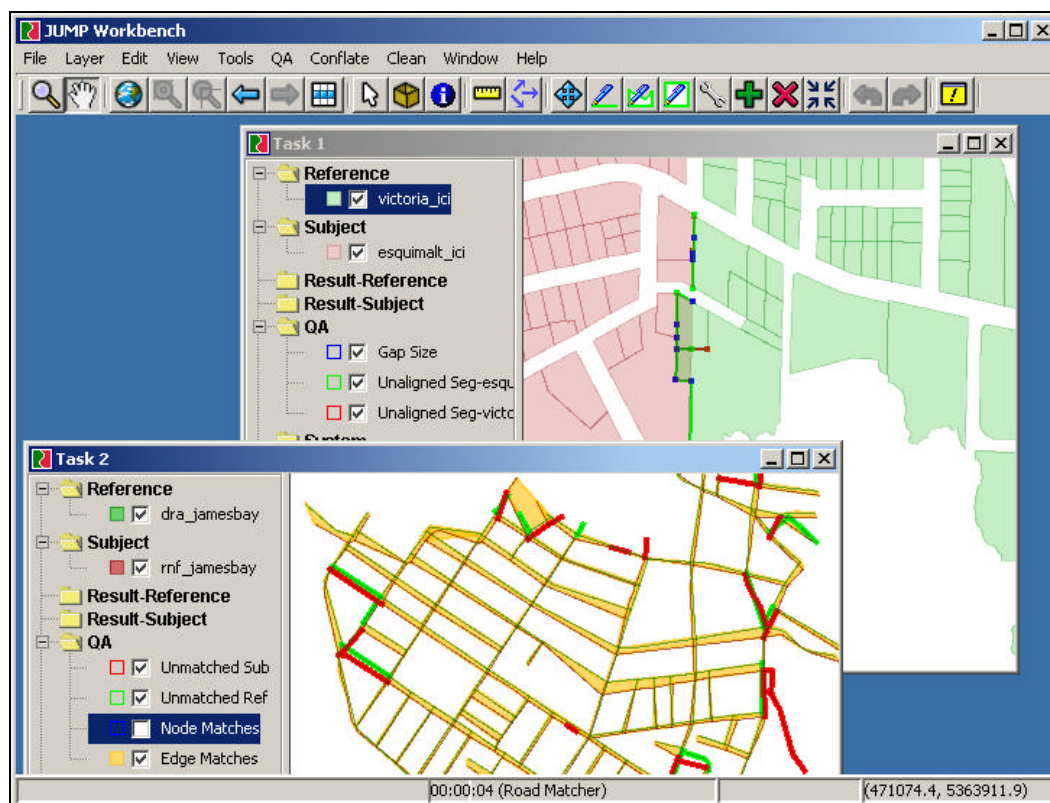 JUMP Workbench
File Layer Edit View Tools QA Conflate Clean Window Help
Task 1
Reference
victoria_ici
Subject
esquimalt_ici
Result-Reference
Result-Subject
QA
Gap Size
Unaligned Seg-esqu
Unaligned Seg-victo
System
Task 2
Reference
dra_jamesbay
Subject
rnf_jamesbay
Result-Reference
Result-Subject
QA
Unmatched Sub
Unmatched Ref
Node Matches
Edge Matches
00:00:04 (Road Matcher) (471074.4, 5363911.9)